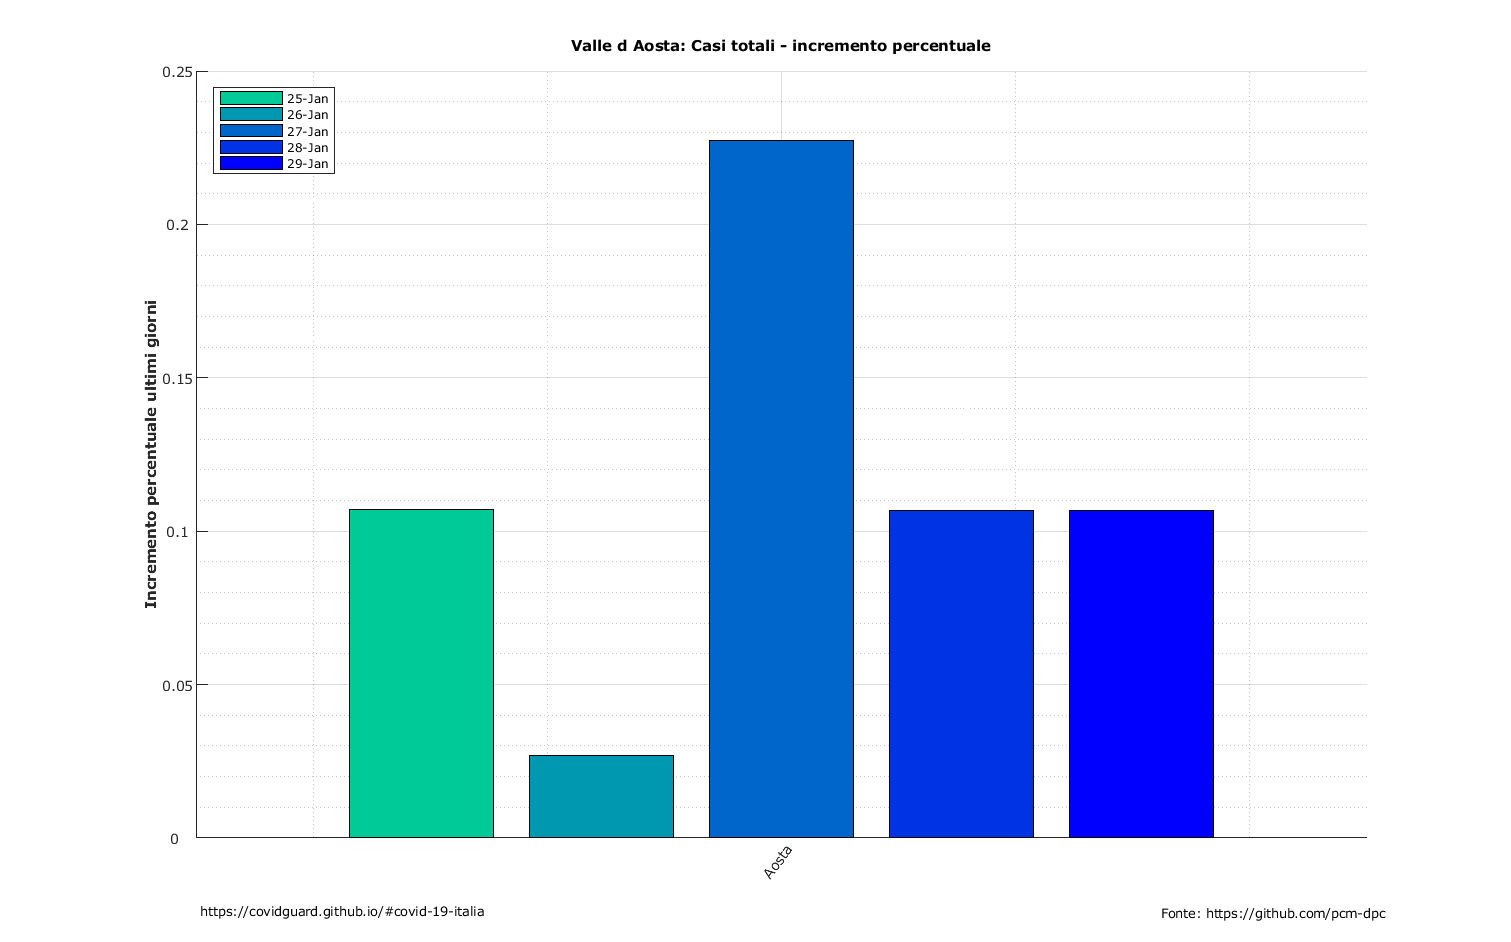 Valle d Aosta: Casi totali - incremento percentuale
0.25
0.2
0.15
0.1
0.05
0
Incremento percentuale ultimi giorni
25-Jan
26-Jan
27-Jan
28-Jan
29-Jan
Aosta
https://covidguard.github.io/#covid-19-italia
Fonte: https://github.com/pcm-dpc